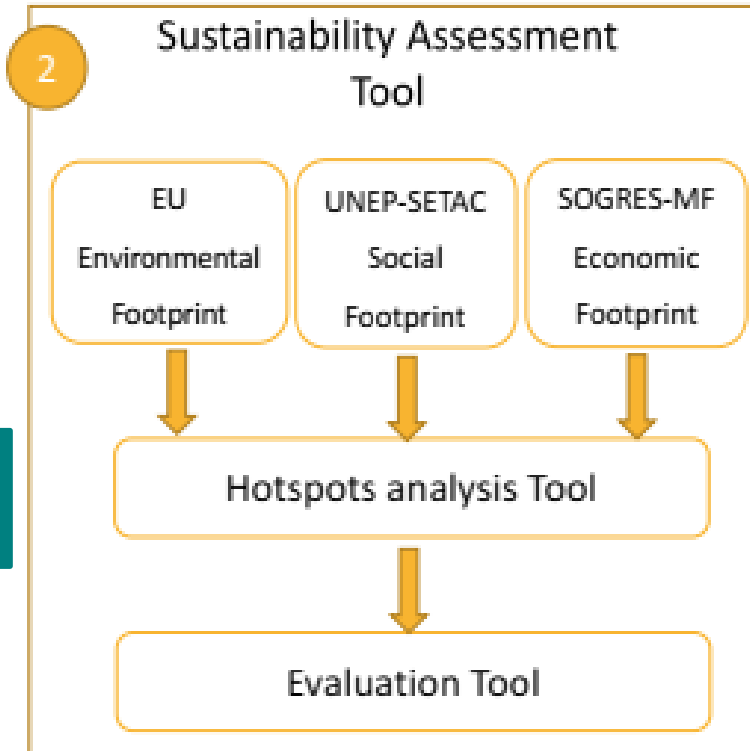 2
Sustainability Assessment
Tool
EU
Environmental
Footprint
UNEP-SETAC
Social
Footprint
SOGRES-MF
Economic
Footprint
Hotspots analysis Tool
Evaluation Tool